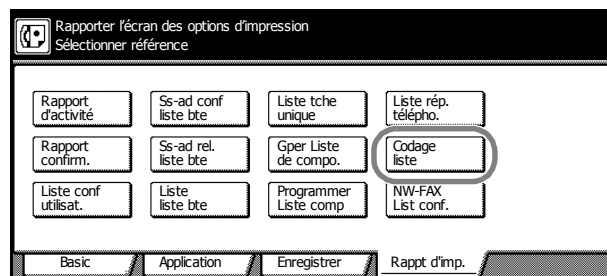 Rapporter l'écran des options d'impression
Sélectionner référence
Rapport
d'activité
Ss-ad conf
liste bte
Liste tche
unique
Liste rép.
télépho.
Rapport
confirm.
Ss-ad rel.
liste bte
Gper Liste
de compo.
Codage
liste
Liste conf
utilisat.
Liste
liste bte
Programmer
Liste comp
NW-FAX
List conf.
Basic
Application
Enregistrer
Rappt d'imp.